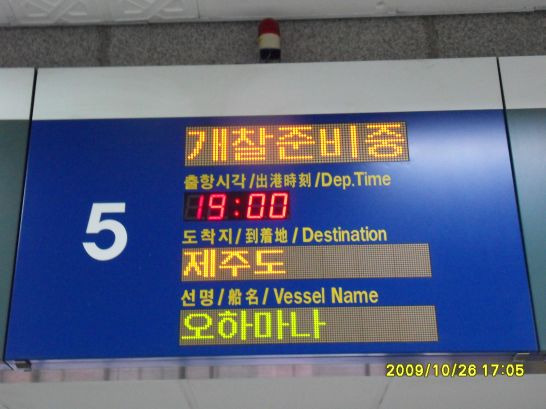 개찰준비중
출항시각/出港時刻/Dep.Time
5
19:00
도착지/到着地/Destination
제주도
선명/船名/Vessel Name
오하마나
2009/10/26 17:05